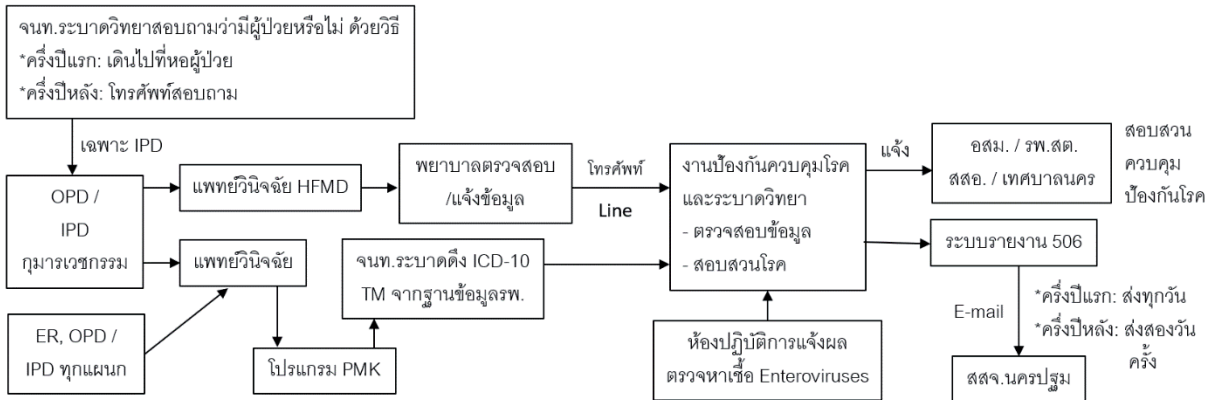 จนท.ระบาดวิทยาสอบถามว่ามีผู้ป่วยหรือไม่ ด้วยวิธี
*ครึ่งปีแรก: เดินไปที่หอผู้ป่วย
*ครึ่งปีหลัง: โทรศัพท์สอบถาม
เฉพาะ IPD
OPD /
IPD
กุมารเวชกรรม
แพทย์วินิจฉัย HFMD
พยาบาลตรวจสอบ
/แจ้งข้อมูล
โทรศัพท์
Line
งานป้องกันควบคุมโรค
และระบาดวิทยา
- ตรวจสอบข้อมูล
- สอบสวนโรค
แจ้ง
อสม. / รพ.สต.
สสอ. / เทศบาลนคร
สอบสวน
ควบคุม
ป้องกันโรค
แพทย์วินิจฉัย
จนท.ระบาดดึง ICD-10
TM จากฐานข้อมูลรพ.
ระบบรายงาน 506
ER, OPD /
IPD ทุกแผนก
โปรแกรม PMK
ห้องปฏิบัติการแจ้งผล
ตรวจหาเชื้อ Enteroviruses
E-mail
*ครึ่งปีแรก: ส่งทุกวัน
*ครึ่งปีหลัง: ส่งสองวัน
ครั้ง
สสจ.นครปฐม